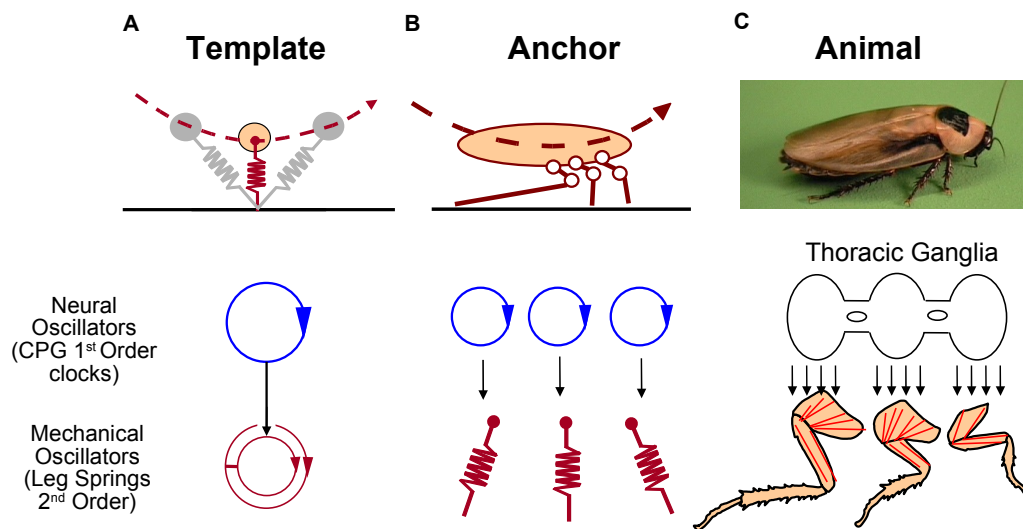 A
Template
B
Anchor
C
Animal
Thoracic Ganglia
Neural
Oscillators
(CPG 1st Order
clocks)
Mechanical
Oscillators
(Leg Springs
2nd Order)